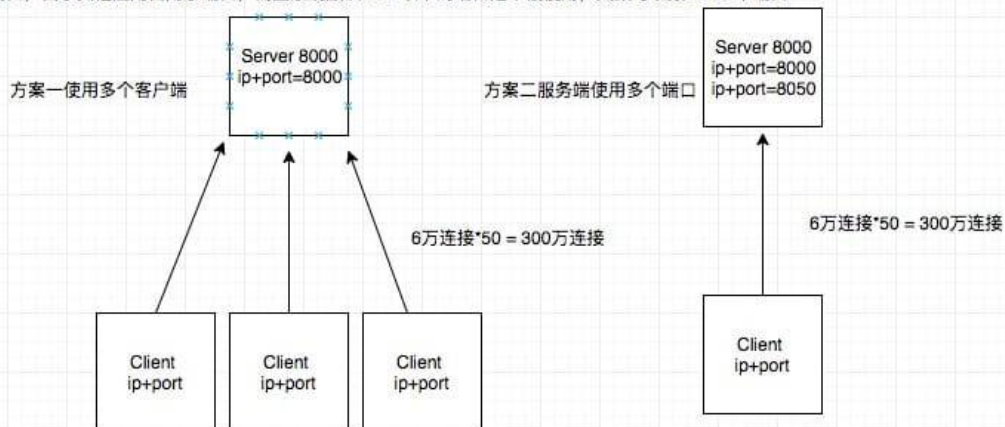 Server 8000
ip+port=8000
方案一使用多个客户端
6万连接*50 = 300万连接
Client
ip+port
Client
ip+port
Client
ip+port
Server 8000
ip+port=8000
ip+port=8050
方案二服务端使用多个端口
6万连接*50 = 300万连接
Client
ip+port